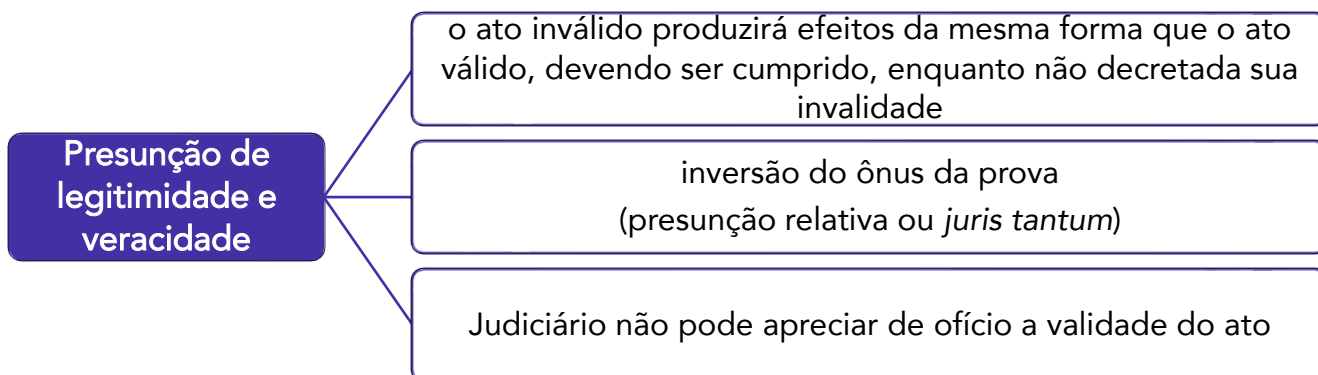 o ato inválido produzirá efeitos da mesma forma que o ato
válido, devendo ser cumprido, enquanto não decretada sua
invalidade
Presunção de
legitimidade e
veracidade
inversão do ônus da prova
(presunção relativa ou juris tantum)
Judiciário não pode apreciar de ofício a validade do ato